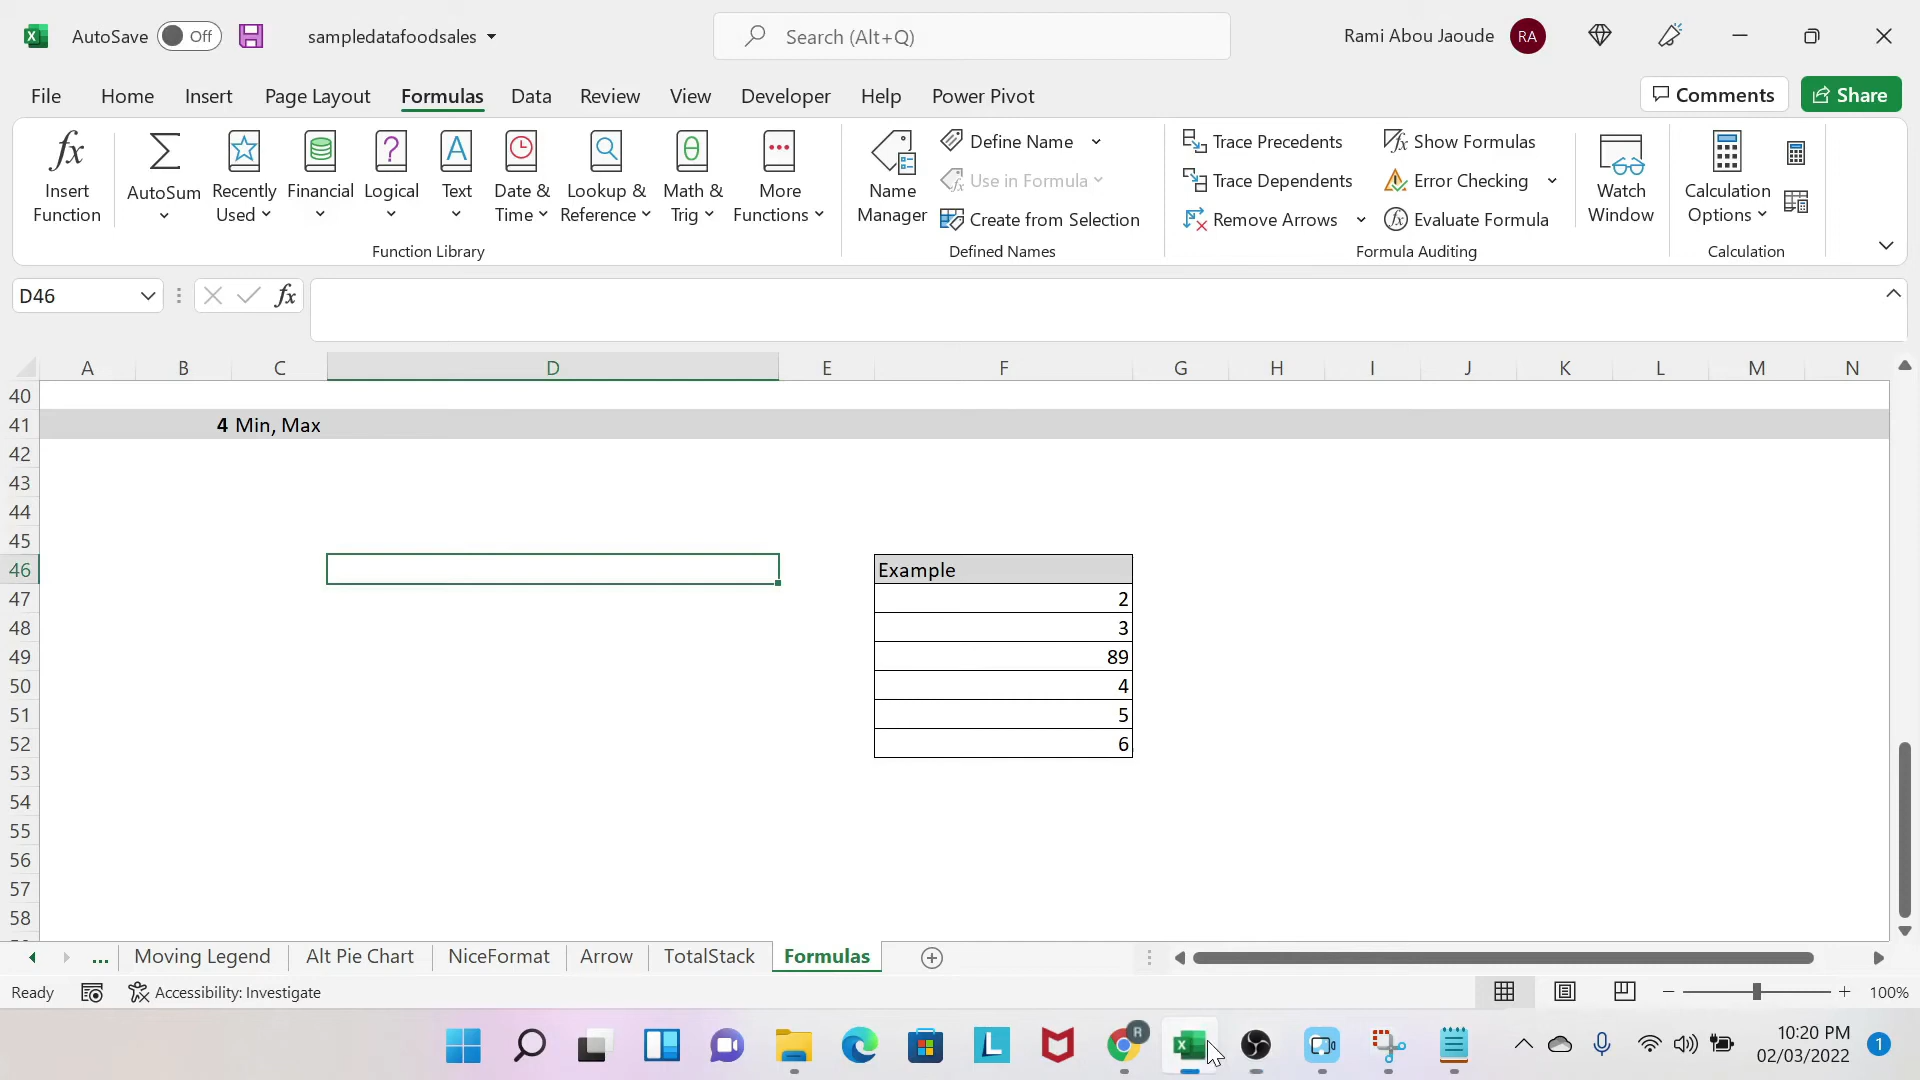 AutoSave Off sampledatafoodsales Search (Alt+Q) Rami Abou Jaoude RA
File Home Insert Page Layout Formulas Data Review View Developer Help Power Pivot Comments Share
Insert Function
AutoSum
Recently Used
Financial
Logical
Text
Date & Time
Lookup & Reference
Math & Trig
More Functions
Function Library
Name Manager
Define Name
Use in Formula
Create from Selection
Defined Names
Trace Precedents
Trace Dependents
Remove Arrows
Show Formulas
Error Checking
Evaluate Formula
Formula Auditing
Watch Window
Calculation Options
Calculation
D46 fx
A B C D E F G H I J K L M N
40
41 4 Min, Max
42
43
44
45
46 Example
47 2
48 3
49 89
50 4
51 5
52 6
53
54
55
56
57
58
... Moving Legend Alt Pie Chart NiceFormat Arrow TotalStack Formulas
Ready Accessibility: Investigate 100%
R
10:20 PM
02/03/2022
1